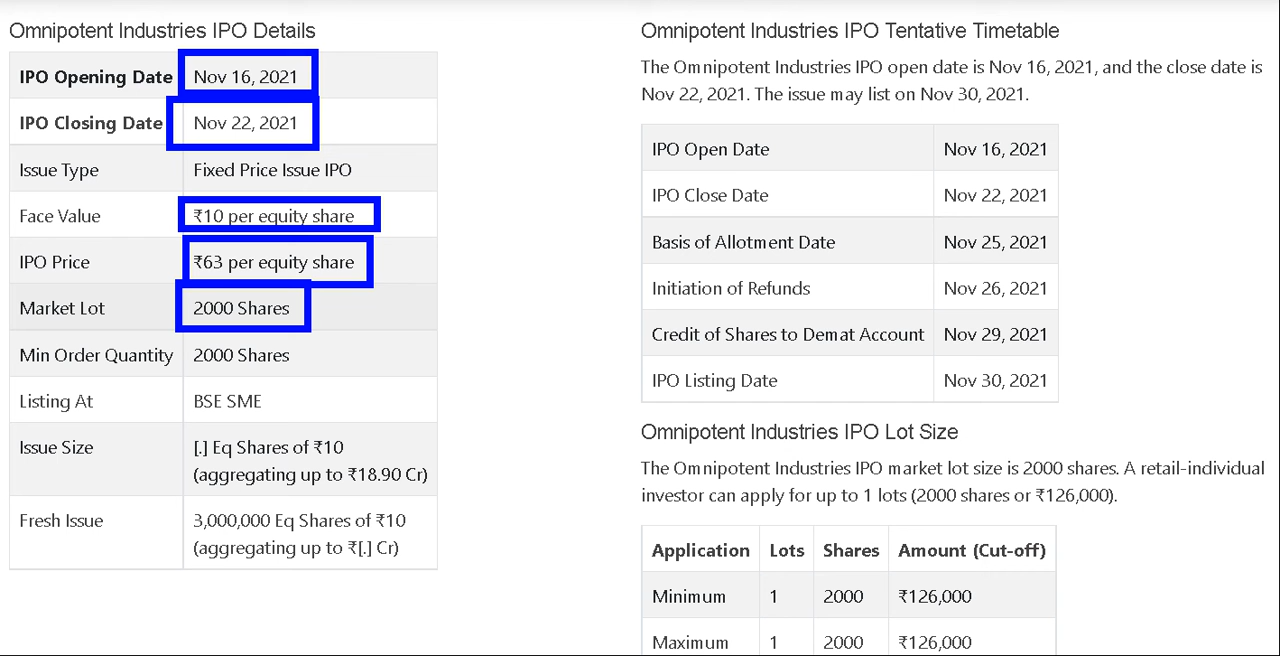 Omnipotent Industries IPO Details
IPO Opening Date Nov 16, 2021
IPO Closing Date Nov 22, 2021
Issue Type Fixed Price Issue IPO
Face Value ₹10 per equity share
IPO Price ₹63 per equity share
Market Lot 2000 Shares
Min Order Quantity 2000 Shares
Listing At BSE SME
Issue Size [.] Eq Shares of ₹10
(aggregating up to ₹18.90 Cr)
Fresh Issue 3,000,000 Eq Shares of ₹10
(aggregating up to ₹[.] Cr)
Omnipotent Industries IPO Tentative Timetable
The Omnipotent Industries IPO open date is Nov 16, 2021, and the close date is
Nov 22, 2021. The issue may list on Nov 30, 2021.
IPO Open Date Nov 16, 2021
IPO Close Date Nov 22, 2021
Basis of Allotment Date Nov 25, 2021
Initiation of Refunds Nov 26, 2021
Credit of Shares to Demat Account Nov 29, 2021
IPO Listing Date Nov 30, 2021
Omnipotent Industries IPO Lot Size
The Omnipotent Industries IPO market lot size is 2000 shares. A retail-individual
investor can apply for up to 1 lots (2000 shares or ₹126,000).
Application Lots Shares Amount (Cut-off)
Minimum 1 2000 ₹126,000
Maximum 1 2000 ₹126,000